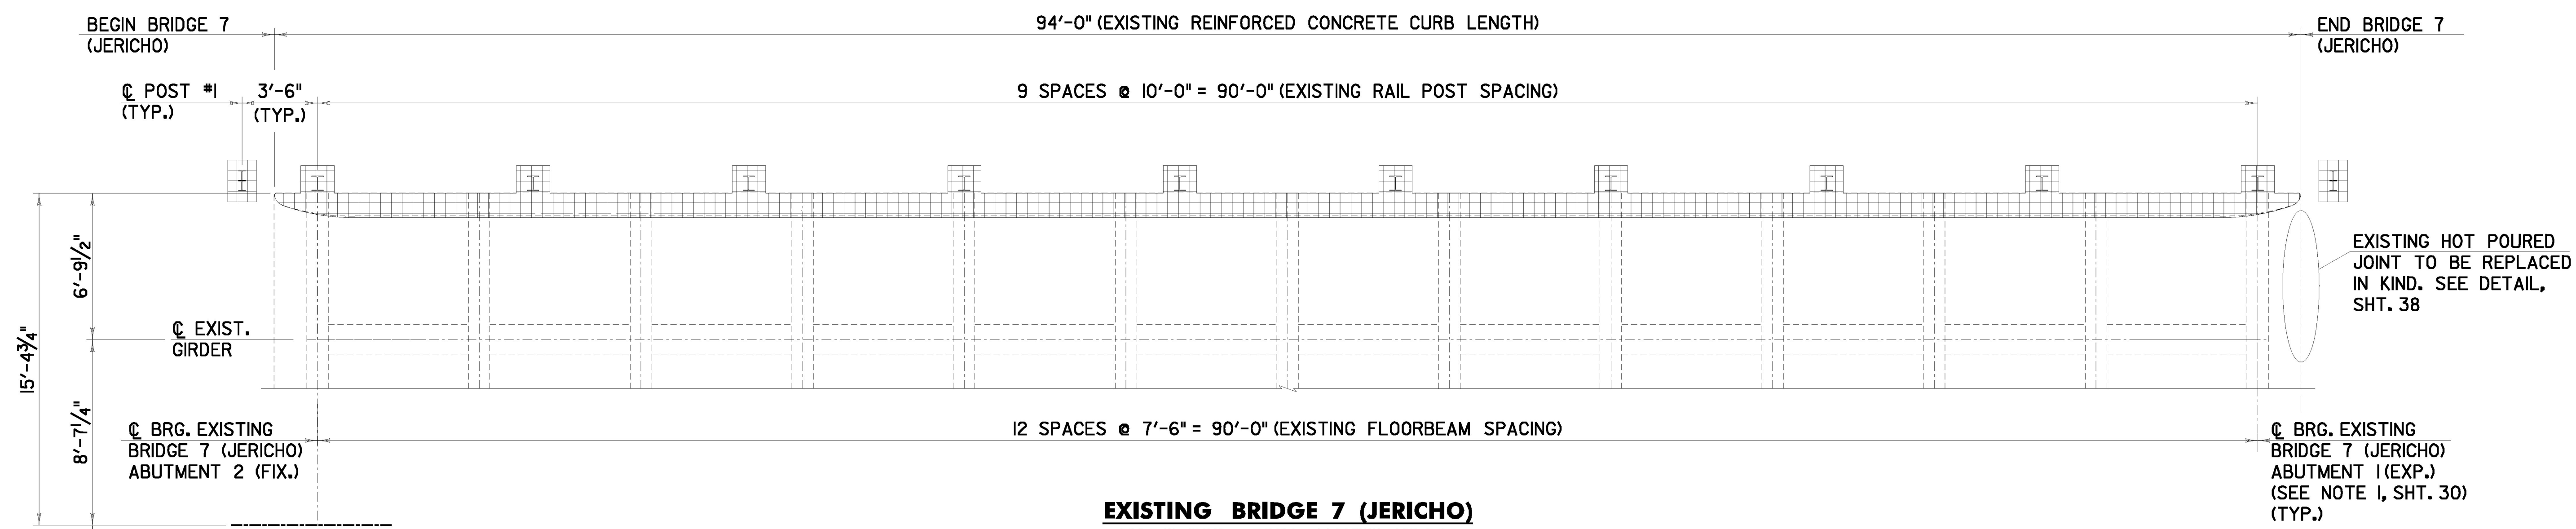 BEGIN BRIDGE 7
(JERICHO)
94'-0" (EXISTING REINFORCED CONCRETE CURB LENGTH)
END BRIDGE 7
(JERICHO)
℄ POST #1
(TYP.)
3'-6"
(TYP.)
9 SPACES @ 10'-0" = 90'-0" (EXISTING RAIL POST SPACING)
15'-4¾"
6'-9½"
8'-7¼"
℄ EXIST.
GIRDER
EXISTING HOT POURED
JOINT TO BE REPLACED
IN KIND. SEE DETAIL,
SHT. 38
℄ BRG. EXISTING
BRIDGE 7 (JERICHO)
ABUTMENT 2 (FIX.)
12 SPACES @ 7'-6" = 90'-0" (EXISTING FLOORBEAM SPACING)
℄ BRG. EXISTING
BRIDGE 7 (JERICHO)
ABUTMENT 1 (EXP.)
(SEE NOTE 1, SHT. 30)
(TYP.)
EXISTING BRIDGE 7 (JERICHO)